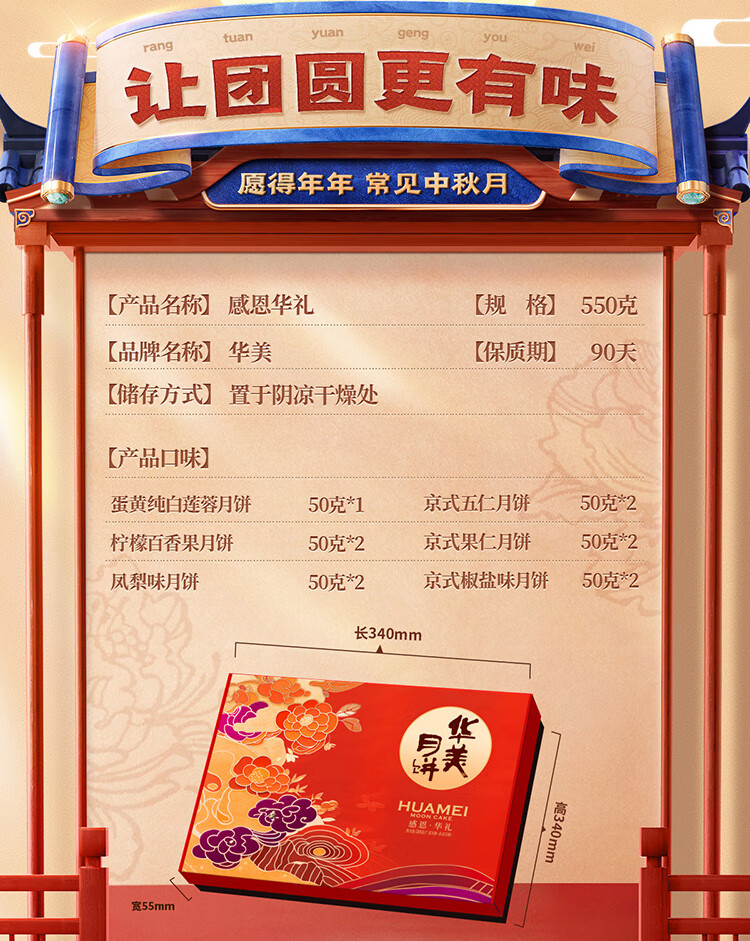 rang tuan yuan geng you wei
让团圆更有味
愿得年年 常见中秋月
【产品名称】 感恩华礼 【规 格】 550克
【品牌名称】 华美 【保质期】 90天
【储存方式】 置于阴凉干燥处
【产品口味】
蛋黄纯白莲蓉月饼 50克*1 京式五仁月饼 50克*2
柠檬百香果月饼 50克*2 京式果仁月饼 50克*2
凤梨味月饼 50克*2 京式椒盐味月饼 50克*2
长340mm
华美
月饼
HUAMEI
MOON CAKE
感恩·华礼
高340mm
宽55mm